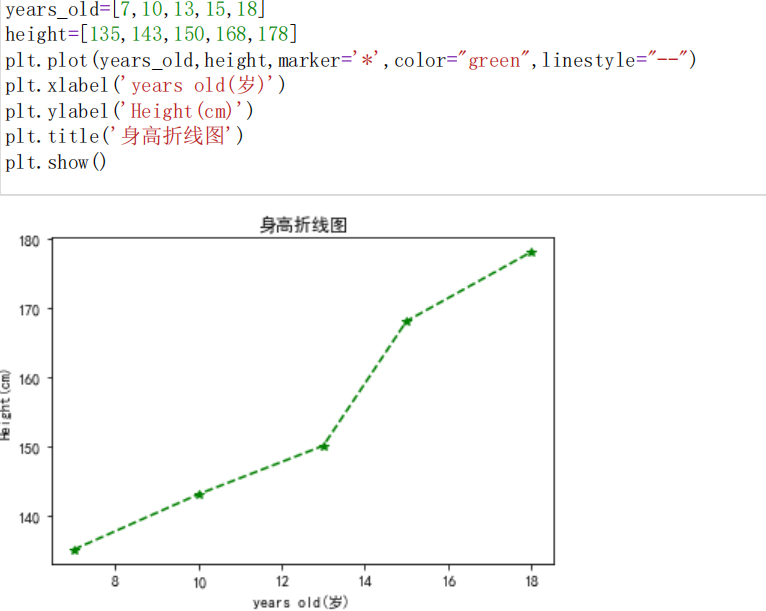 years_old=[7,10,13,15,18]
height=[135,143,150,168,178]
plt.plot(years_old,height,marker='*',color="green",linestyle="--")
plt.xlabel('years old(岁)')
plt.ylabel('Height(cm)')
plt.title('身高折线图')
plt.show()
身高折线图
180
170
160
150
140
Height(cm)
8 10 12 14 16 18
years old(岁)